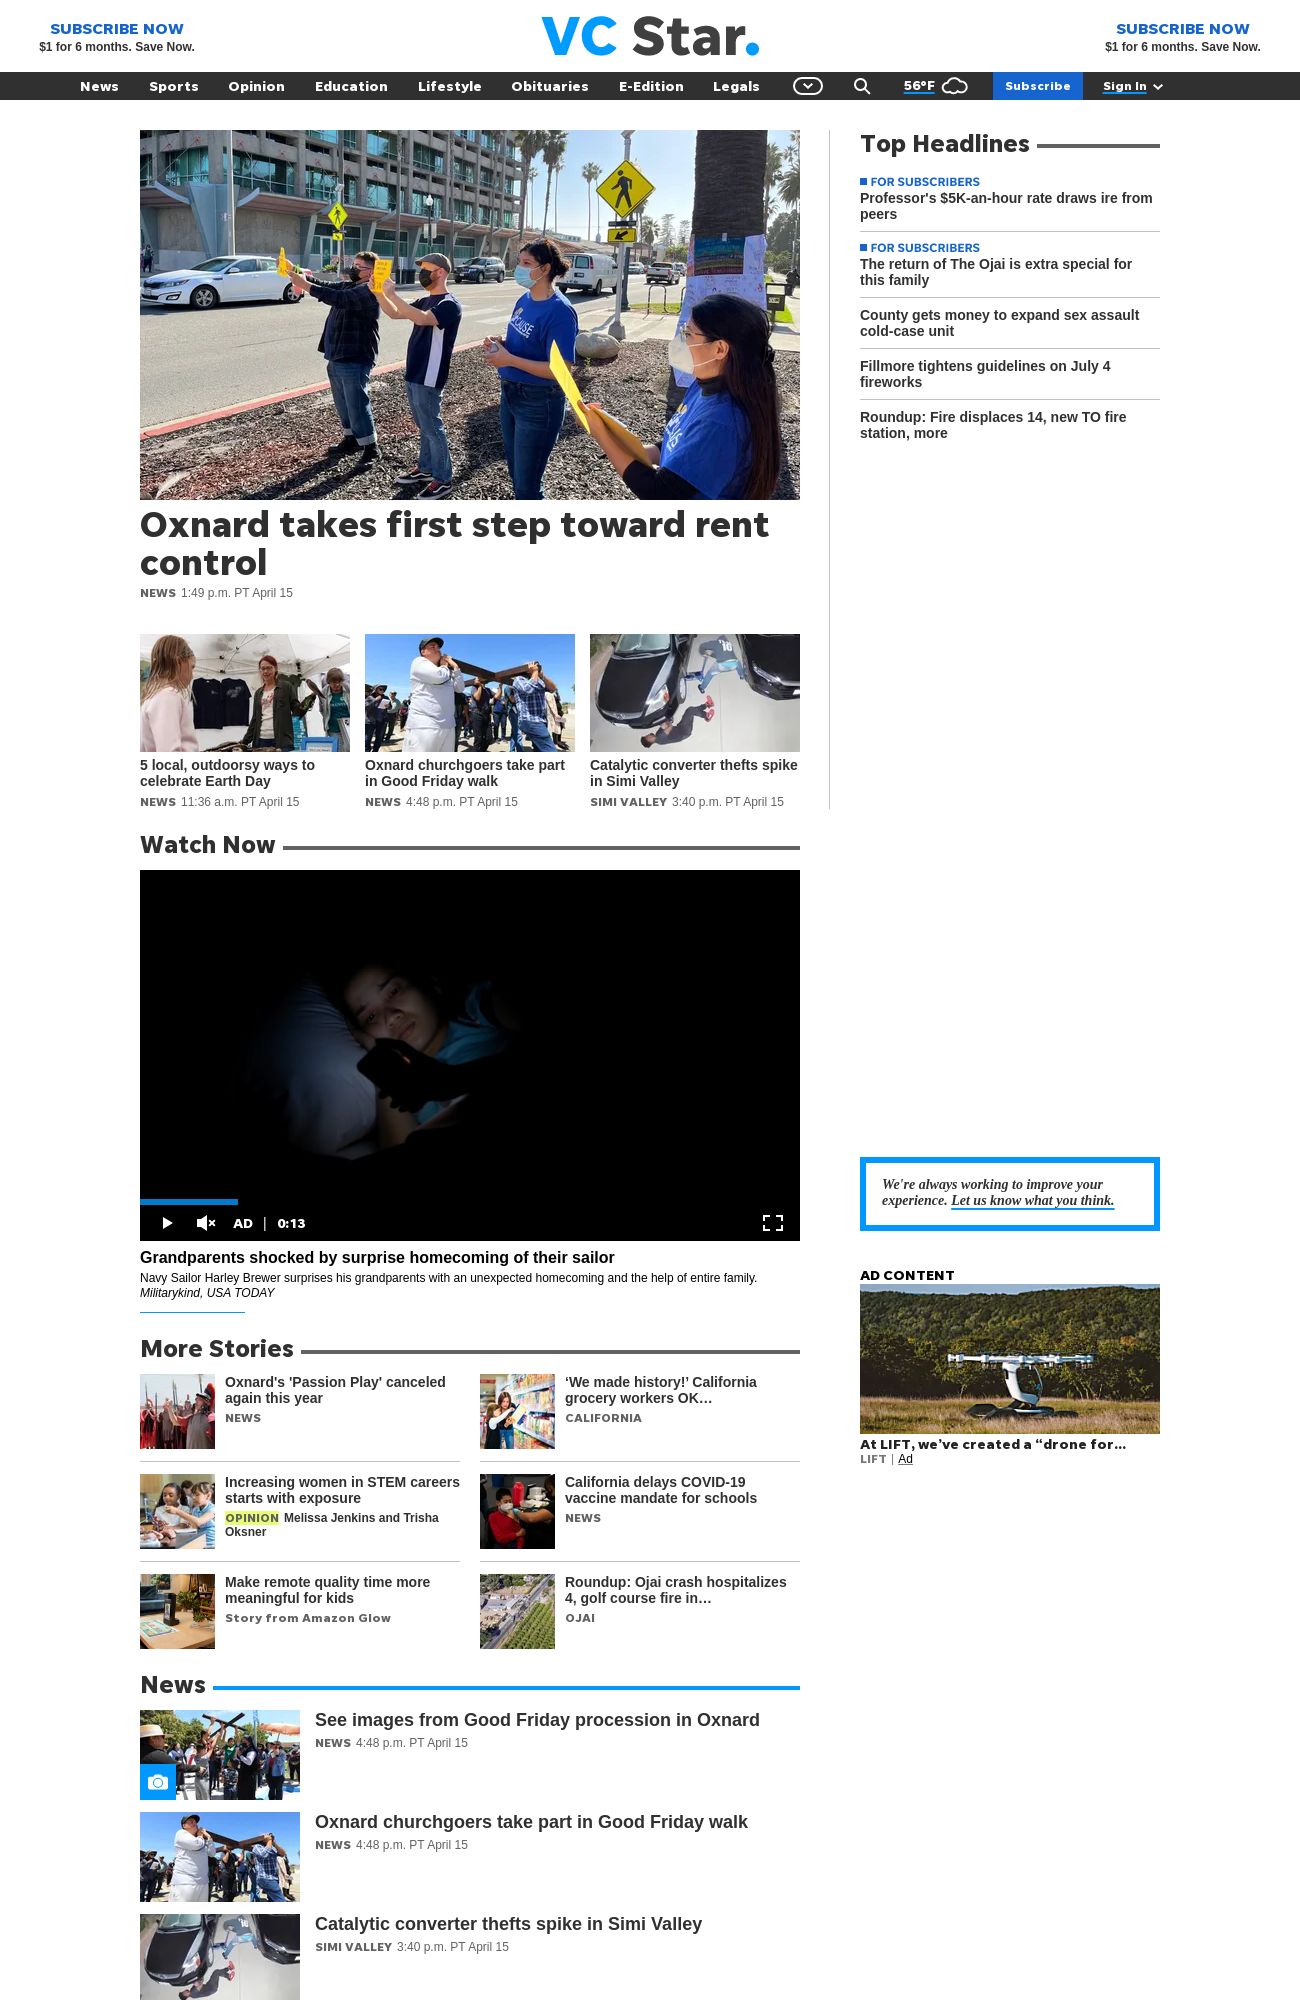 SUBSCRIBE NOW
$1 for 6 months. Save Now.
VC Star.
SUBSCRIBE NOW
$1 for 6 months. Save Now.
News Sports Opinion Education Lifestyle Obituaries E-Edition Legals 56°F Subscribe Sign In
Oxnard takes first step toward rent
control
NEWS 1:49 p.m. PT April 15
5 local, outdoorsy ways to
celebrate Earth Day
NEWS 11:36 a.m. PT April 15
Oxnard churchgoers take part
in Good Friday walk
NEWS 4:48 p.m. PT April 15
Catalytic converter thefts spike
in Simi Valley
SIMI VALLEY 3:40 p.m. PT April 15
Top Headlines
FOR SUBSCRIBERS
Professor's $5K-an-hour rate draws ire from
peers
FOR SUBSCRIBERS
The return of The Ojai is extra special for
this family
County gets money to expand sex assault
cold-case unit
Fillmore tightens guidelines on July 4
fireworks
Roundup: Fire displaces 14, new TO fire
station, more
Watch Now
AD | 0:13
Grandparents shocked by surprise homecoming of their sailor
Navy Sailor Harley Brewer surprises his grandparents with an unexpected homecoming and the help of entire family.
Militarykind, USA TODAY
We're always working to improve your
experience. Let us know what you think.
AD CONTENT
At LIFT, we’ve created a “drone for...
LIFT | Ad
More Stories
Oxnard's 'Passion Play' canceled
again this year
NEWS
‘We made history!’ California
grocery workers OK…
CALIFORNIA
Increasing women in STEM careers
starts with exposure
OPINION Melissa Jenkins and Trisha
Oksner
California delays COVID-19
vaccine mandate for schools
NEWS
Make remote quality time more
meaningful for kids
Story from Amazon Glow
Roundup: Ojai crash hospitalizes
4, golf course fire in…
OJAI
News
See images from Good Friday procession in Oxnard
NEWS 4:48 p.m. PT April 15
Oxnard churchgoers take part in Good Friday walk
NEWS 4:48 p.m. PT April 15
Catalytic converter thefts spike in Simi Valley
SIMI VALLEY 3:40 p.m. PT April 15